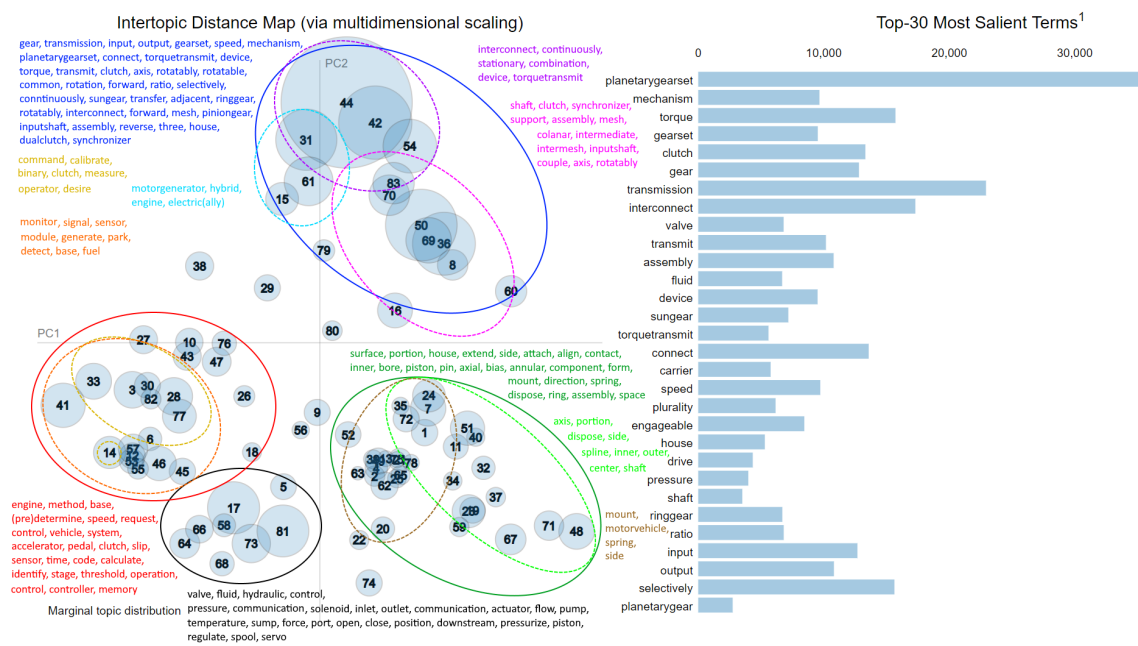 Intertopic Distance Map (via multidimensional scaling)
gear, transmission, input, output, gearset, speed, mechanism,
planetarygearset, connect, torquetransmit, device,
torque, transmit, clutch, axis, rotatably, rotatable,
common, rotation, forward, ratio, selectively,
conntinuously, sungear, transfer, adjacent, ringgear,
rotatably, interconnect, forward, mesh, piniongear,
inputshaft, assembly, reverse, three, house,
dualclutch, synchronizer
command, calibrate,
binary, clutch, measure,
operator, desire
motorgenerator, hybrid,
engine, electric(ally)
monitor, signal, sensor,
module, generate, park,
detect, base, fuel
interconnect, continuously,
stationary, combination,
device, torquetransmit
shaft, clutch, synchronizer,
support, assembly, mesh,
colanar, intermediate,
intermesh, inputshaft,
couple, axis, rotatably
PC2
44
42
31
54
61
83
70
15
50
69
36
8
79
38
29
60
16
80
PC1
27
10
76
43
47
33
3
30
82
28
77
41
26
6
14
57
55
46
45
18
9
56
surface, portion, house, extend, side, attach, align, contact,
inner, bore, piston, pin, axial, bias, annular, component, form,
mount, direction, spring,
dispose, ring, assembly, space
axis, portion,
dispose, side,
spline, inner, outer,
center, shaft
24
35
7
72
1
51
40
52
11
78
63
2
62
32
34
37
59
20
22
67
71
48
74
mount,
motorvehicle,
spring,
side
5
17
66
58
81
64
73
68
engine, method, base,
(pre)determine, speed, request,
control, vehicle, system,
accelerator, pedal, clutch, slip,
sensor, time, code, calculate,
identify, stage, threshold, operation,
control, controller, memory
Marginal topic distribution
valve, fluid, hydraulic, control,
pressure, communication, solenoid, inlet, outlet, communication, actuator, flow, pump,
temperature, sump, force, port, open, close, position, downstream, pressurize, piston,
regulate, spool, servo
Top-30 Most Salient Terms1
0 10,000 20,000 30,000
planetarygearset
mechanism
torque
gearset
clutch
gear
transmission
interconnect
valve
transmit
assembly
fluid
device
sungear
torquetransmit
connect
carrier
speed
plurality
engageable
house
drive
pressure
shaft
ringgear
ratio
input
output
selectively
planetarygear